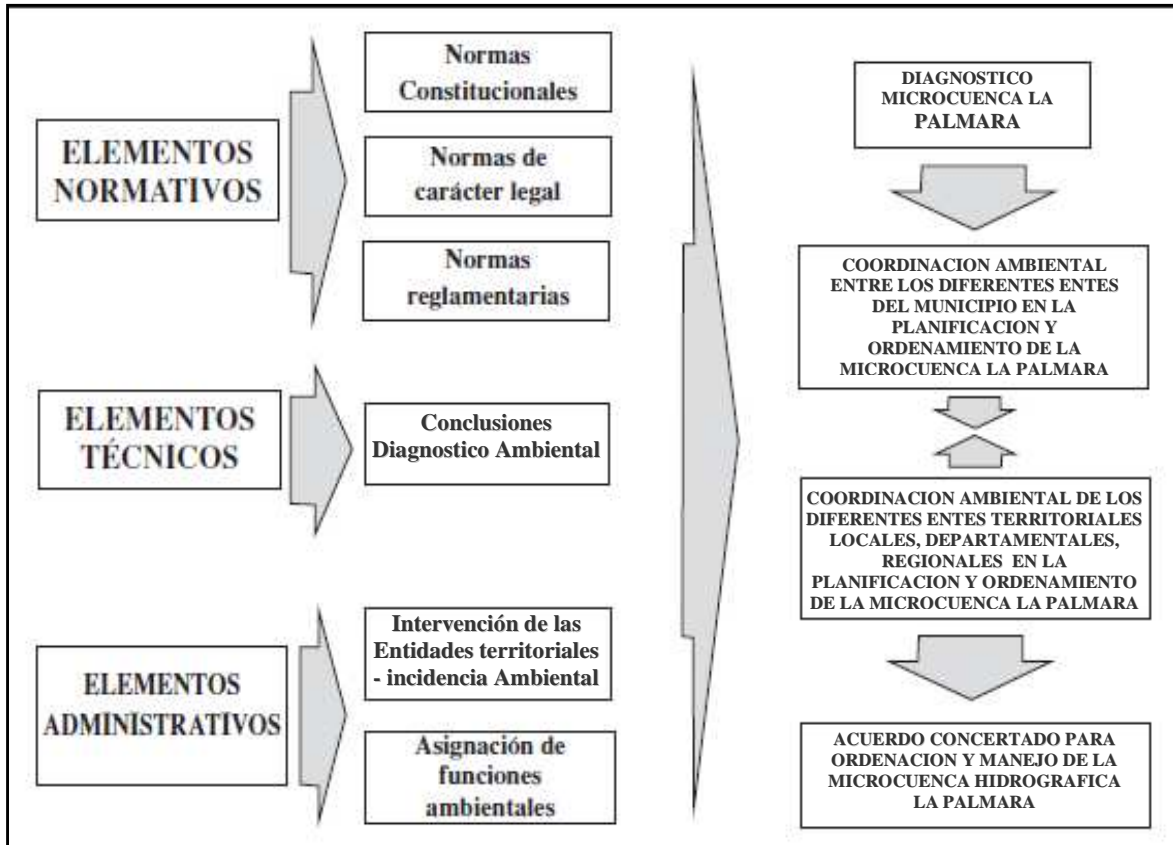 ELEMENTOS
NORMATIVOS
Normas
Constitucionales
Normas de
carácter legal
Normas
reglamentarias
ELEMENTOS
TÉCNICOS
Conclusiones
Diagnostico Ambiental
ELEMENTOS
ADMINISTRATIVOS
Intervención de las
Entidades territoriales
- incidencia Ambiental
Asignación de
funciones
ambientales
DIAGNOSTICO
MICROCUENCA LA
PALMARA
COORDINACION AMBIENTAL
ENTRE LOS DIFERENTES ENTES
DEL MUNICIPIO EN LA
PLANIFICACION Y
ORDENAMIENTO DE LA
MICROCUENCA LA PALMARA
COORDINACION AMBIENTAL DE LOS
DIFERENTES ENTES TERRITORIALES
LOCALES, DEPARTAMENTALES,
REGIONALES EN LA
PLANIFICACION Y ORDENAMIENTO
DE LA MICROCUENCA LA PALMARA
ACUERDO CONCERTADO PARA
ORDENACION Y MANEJO DE LA
MICROCUENCA HIDROGRAFICA
LA PALMARA